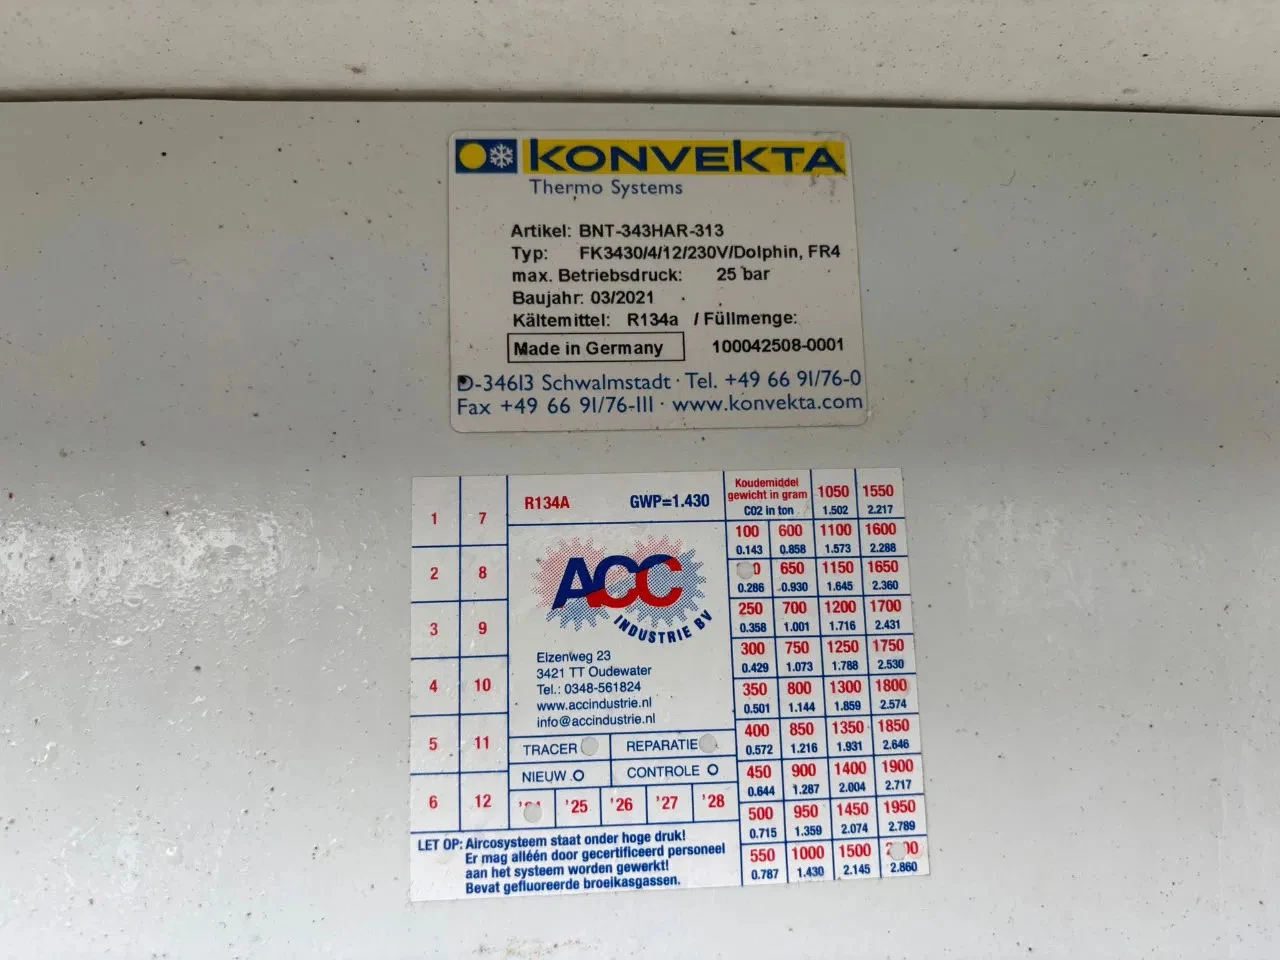 KONVEKTA
Thermo Systems
Artikel: BNT-343HAR-313
Typ: FK3430/4/12/230V/Dolphin, FR4
max. Betriebsdruck: 25 bar
Baujahr: 03/2021
Kältemittel: R134a / Füllmenge:
Made in Germany 100042508-0001
D-34613 Schwalmstadt · Tel. +49 66 91/76-0
Fax +49 66 91/76-111 · www.konvekta.com
1 7
2 8
3 9
4 10
5 11
6 12
R134A GWP=1.430
ACC
INDUSTRIE BV
Elzenweg 23
3421 TT Oudewater
Tel.: 0348-561824
www.accindustrie.nl
info@accindustrie.nl
TRACER REPARATIE
NIEUW CONTROLE
'25 '26 '27 '28
LET OP: Aircosysteem staat onder hoge druk!
Er mag alléén door gecertificeerd personeel
aan het systeem worden gewerkt!
Bevat gefluoreerde broeikasgassen.
Koudemiddel
gewicht in gram
CO2 in ton
1050 1550
1.502 2.217
100 600 1100 1600
0.143 0.858 1.573 2.288
650 1150 1650
0.286 0.930 1.645 2.360
250 700 1200 1700
0.358 1.001 1.716 2.431
300 750 1250 1750
0.429 1.073 1.788 2.530
350 800 1300 1800
0.501 1.144 1.859 2.574
400 850 1350 1850
0.572 1.216 1.931 2.646
450 900 1400 1900
0.644 1.287 2.004 2.717
500 950 1450 1950
0.715 1.359 2.074 2.789
550 1000 1500
0.787 1.430 2.145 2.860